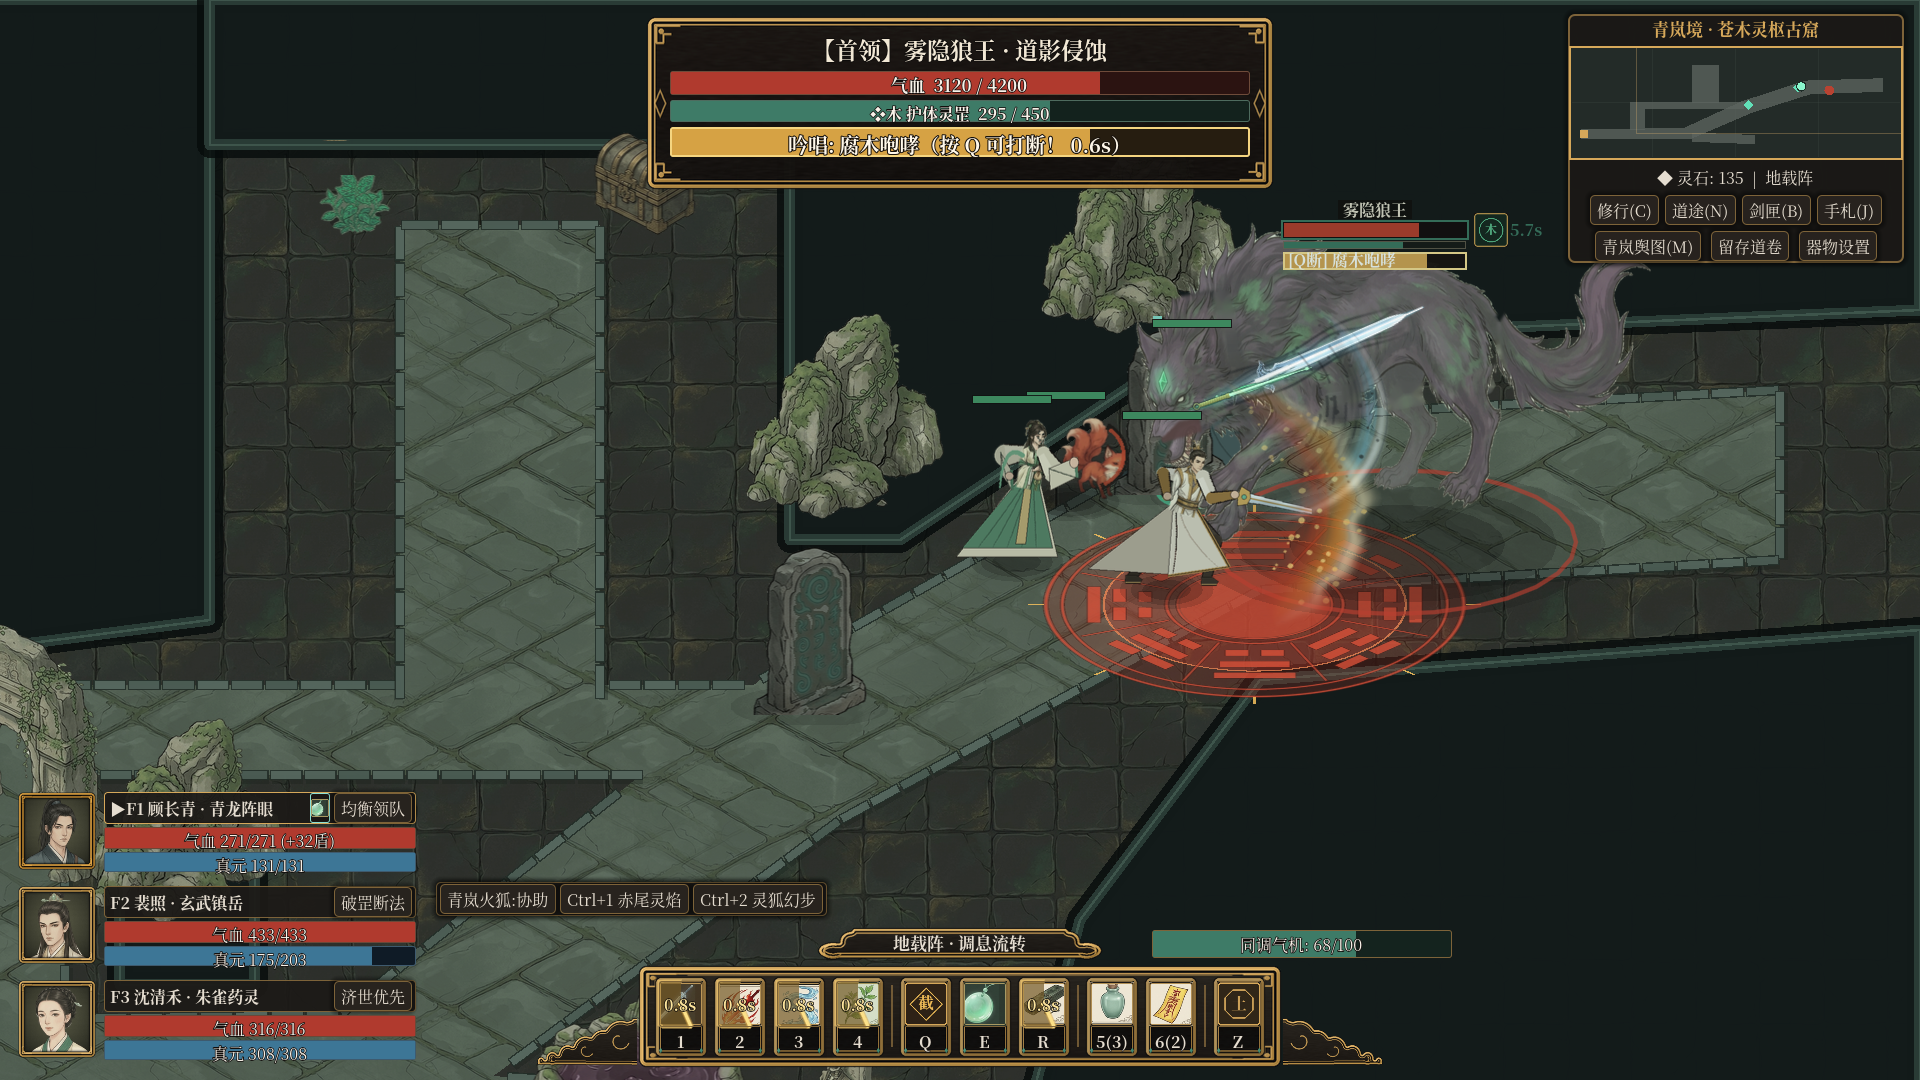 【首领】雾隐狼王 · 道影侵蚀
气血 3120 / 4200
木 护体灵罡 295 / 450
吟唱: 腐木咆哮（按 Q 可打断！ 0.6s）
青岚境 · 苍木灵枢古窟
◆ 灵石: 135 | 地载阵
修行(C) 道途(N) 剑匣(B) 手札(J)
青岚舆图(M) 留存道卷 器物设置
雾隐狼王
木 5.7s
[Q断] 腐木咆哮
▶F1 顾长青 · 青龙阵眼 均衡领队
气血 271/271 (+32盾)
真元 131/131
F2 裴照 · 玄武镇岳 破罡断法
气血 433/433
真元 175/203
F3 沈清禾 · 朱雀药灵 济世优先
气血 316/316
真元 308/308
青岚火狐:协助 Ctrl+1 赤尾灵焰 Ctrl+2 灵狐幻步
地载阵 · 调息流转
同调气机: 68/100
0.8s 0.8s 0.8s 0.8s 截 0.8s 上
1 2 3 4 Q E R 5(3) 6(2) Z